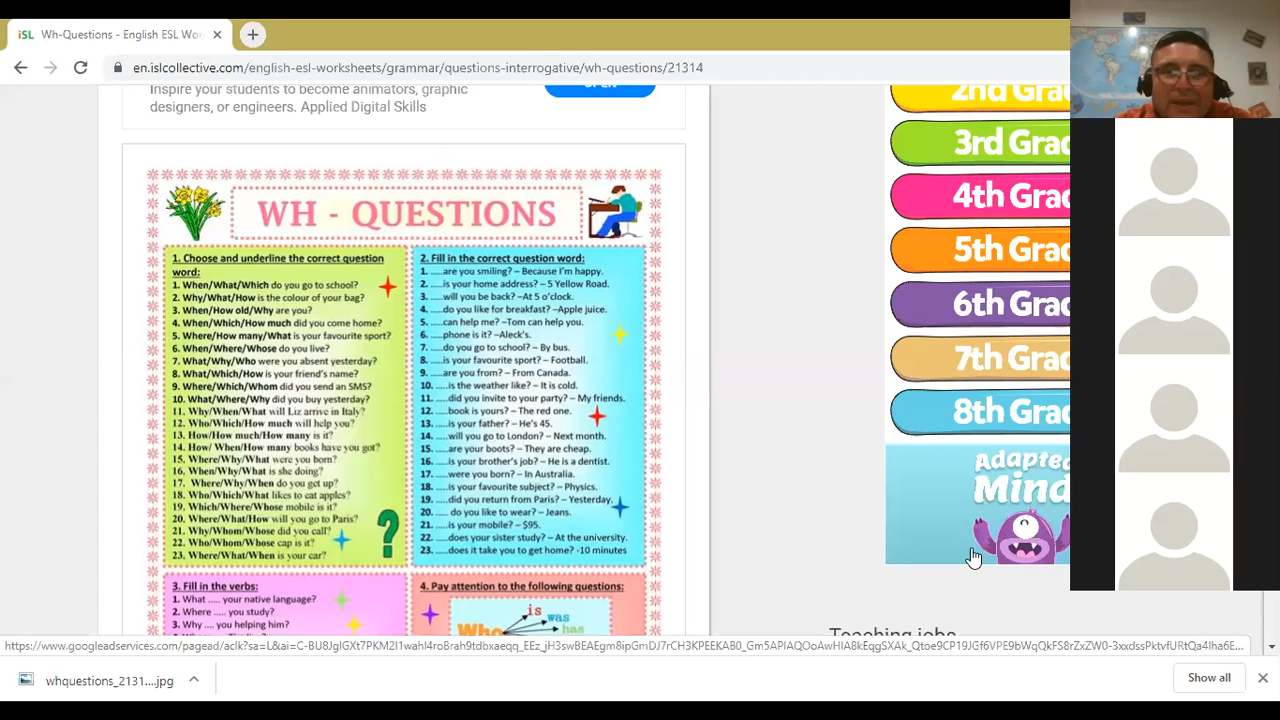 iSL Wh-Questions - English ESL Wo
en.islcollective.com/english-esl-worksheets/grammar/questions-interrogative/wh-questions/21314
Inspire your students to become animators, graphic
designers, or engineers. Applied Digital Skills
OPEN
WH - QUESTIONS
1. Choose and underline the correct question
word:
1. When/What/Which do you go to school?
2. Why/What/How is the colour of your bag?
3. When/How old/Why are you?
4. When/Which/How much did you come home?
5. Where/How many/What is your favourite sport?
6. When/Where/Whose do you live?
7. What/Why/Who were you absent yesterday?
8. What/Which/How is your friend's name?
9. Where/Which/Whom did you send an SMS?
10. What/Where/Why did you buy yesterday?
11. Why/When/What will Liz arrive in Italy?
12. Who/Which/How much will help you?
13. How/How much/How many is it?
14. How/ When/How many books have you got?
15. Where/Why/What were you born?
16. When/Why/What is she doing?
17. Where/Why/When do you get up?
18. Who/Which/What likes to eat apples?
19. Which/Where/Whose mobile is it?
20. Where/What/How will you go to Paris?
21. Why/Whom/Whose did you call?
22. Who/Whom/Whose cap is it?
23. Where/What/When is your car?
2. Fill in the correct question word:
1. .....are you smiling? – Because I'm happy.
2. .....is your home address? – 5 Yellow Road.
3. .....will you be back? –At 5 o'clock.
4. .....do you like for breakfast? –Apple juice.
5. .....can help me? –Tom can help you.
6. .....phone is it? –Aleck's.
7. .....do you go to school? – By bus.
8. .....is your favourite sport? – Football.
9. .....are you from? – From Canada.
10. .....is the weather like? – It is cold.
11. .....did you invite to your party? – My friends.
12. .....book is yours? – The red one.
13. .....is your father? – He's 45.
14. .....will you go to London? – Next month.
15. .....are your boots? – They are cheap.
16. .....is your brother's job? – He is a dentist.
17. .....were you born? – In Australia.
18. .....is your favourite subject? – Physics.
19. .....did you return from Paris? – Yesterday.
20. .....do you like to wear? – Jeans.
21. .....is your mobile? – $95.
22. .....does your sister study? – At the university.
23. .....does it take you to get home? -10 minutes
3. Fill in the verbs:
1. What ..... your native language?
2. Where ..... you study?
3. Why .... you helping him?
4. Pay attention to the following questions:
Who
is
was
has
2nd Grad
3rd Grad
4th Grad
5th Grad
6th Grad
7th Grad
8th Grad
Adapted
Mind
Teaching jobs
whquestions_2131....jpg
Show all